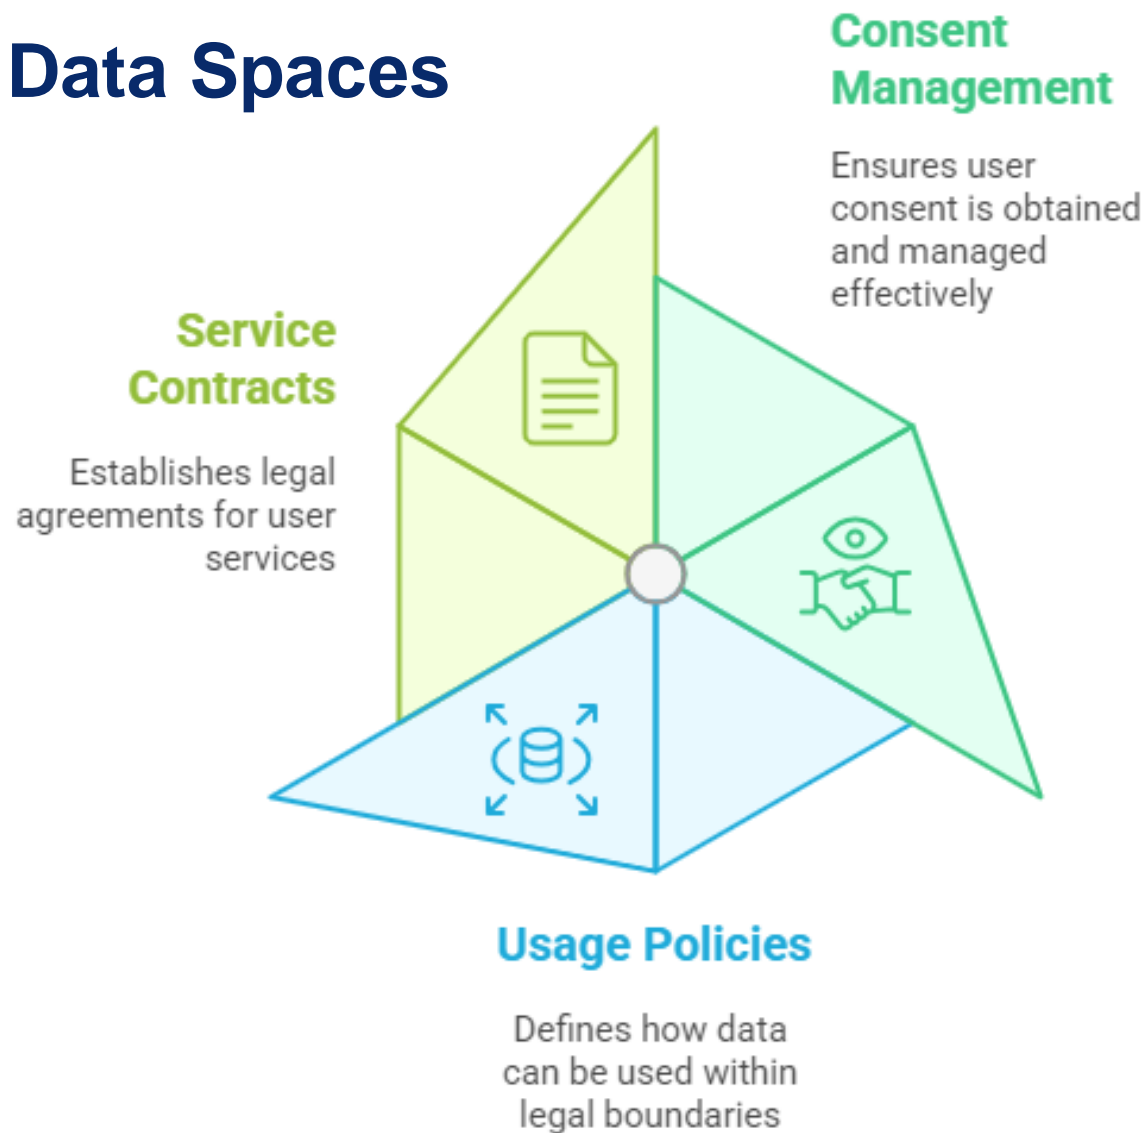 Data Spaces
Consent
Management
Ensures user
consent is obtained
and managed
effectively
Service
Contracts
Establishes legal
agreements for user
services
Usage Policies
Defines how data
can be used within
legal boundaries